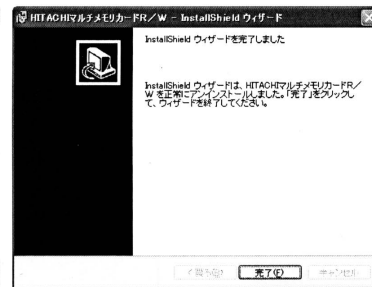 HITACHIマルチメモリカードR／W - InstallShield ウィザード
InstallShield ウィザードを完了しました
InstallShield ウィザードは、HITACHIマルチメモリカードR／
W を正常にアンインストールしました。「完了」をクリックし
て、ウィザードを終了してください。
< 戻る(B)
完了(F)
キャンセル